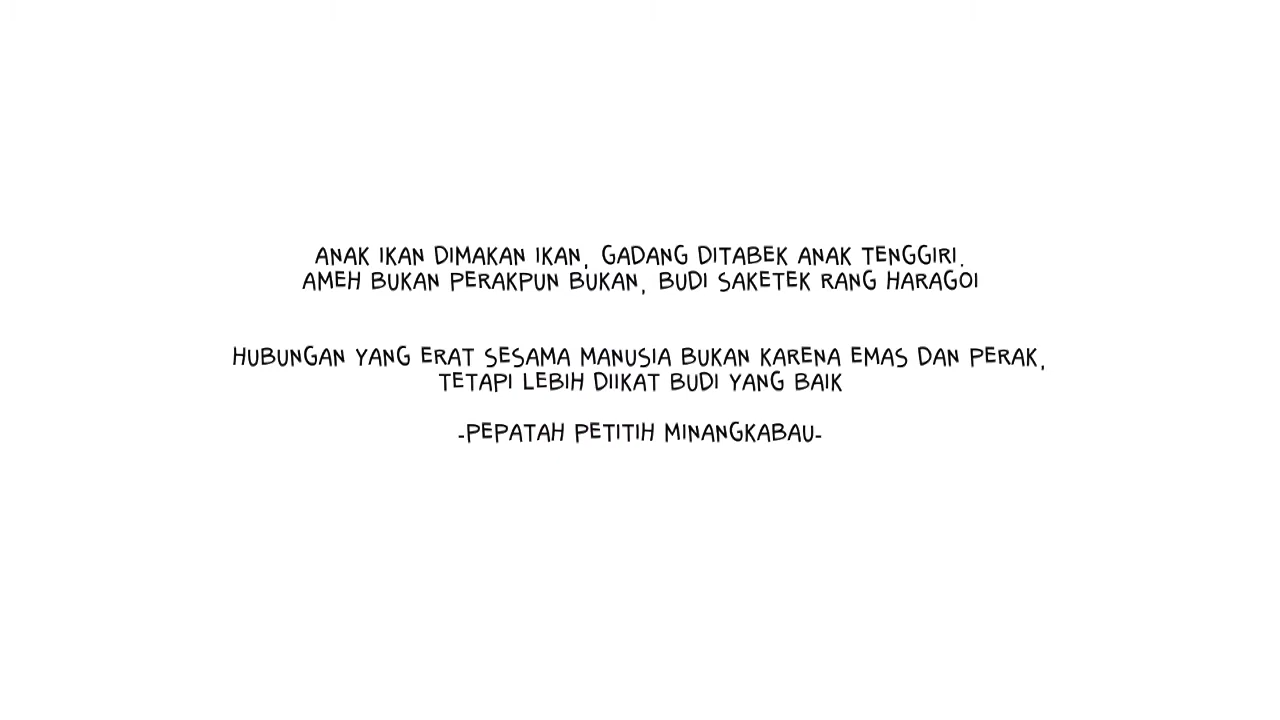 ANAK IKAN DIMAKAN IKAN, GADANG DITABEK ANAK TENGGIRI.
AMEH BUKAN PERAKPUN BUKAN, BUDI SAKETEK RANG HARAGOI
HUBUNGAN YANG ERAT SESAMA MANUSIA BUKAN KARENA EMAS DAN PERAK,
TETAPI LEBIH DIIKAT BUDI YANG BAIK
-PEPATAH PETITIH MINANGKABAU-